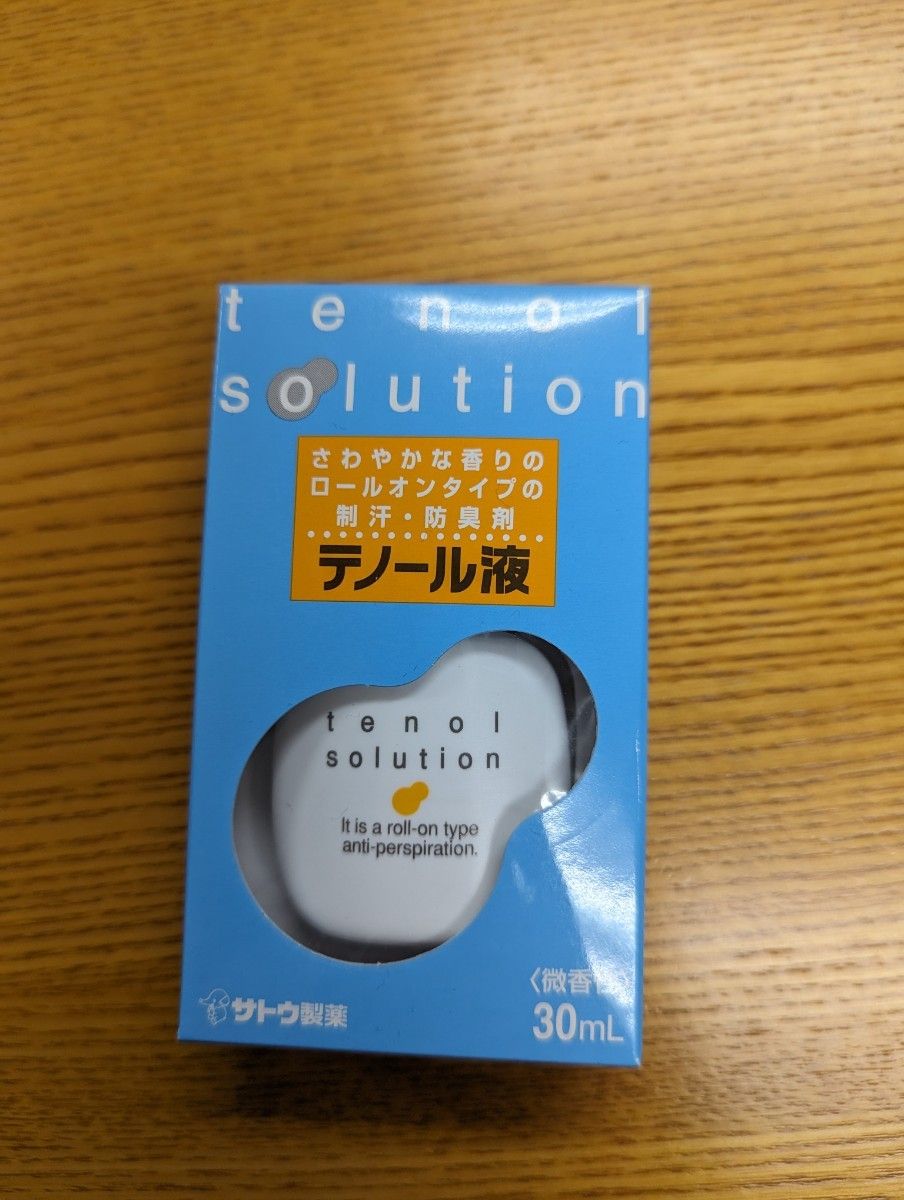 tenol
solution
さわやかな香りの
ロールオンタイプの
制汗・防臭剤
テノール液
tenol
solution
It is a roll-on type
anti-perspiration.
サトウ製薬
〈微香
30mL